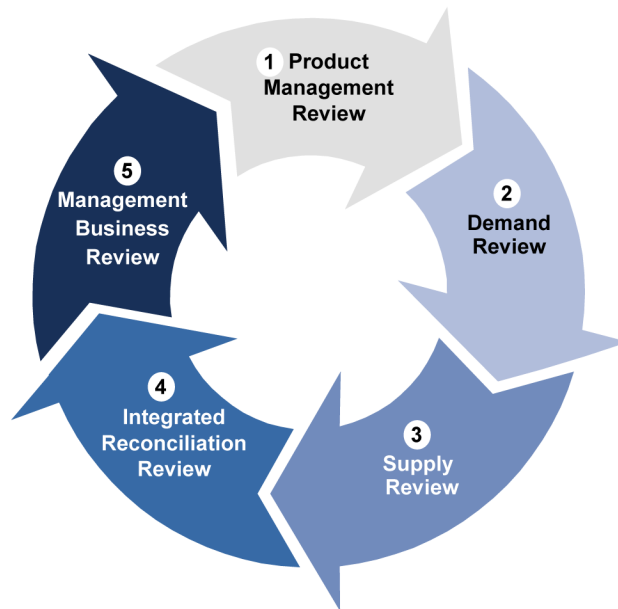 1 Product
Management
Review
2
Demand
Review
3
Supply
Review
4
Integrated
Reconciliation
Review
5
Management
Business
Review